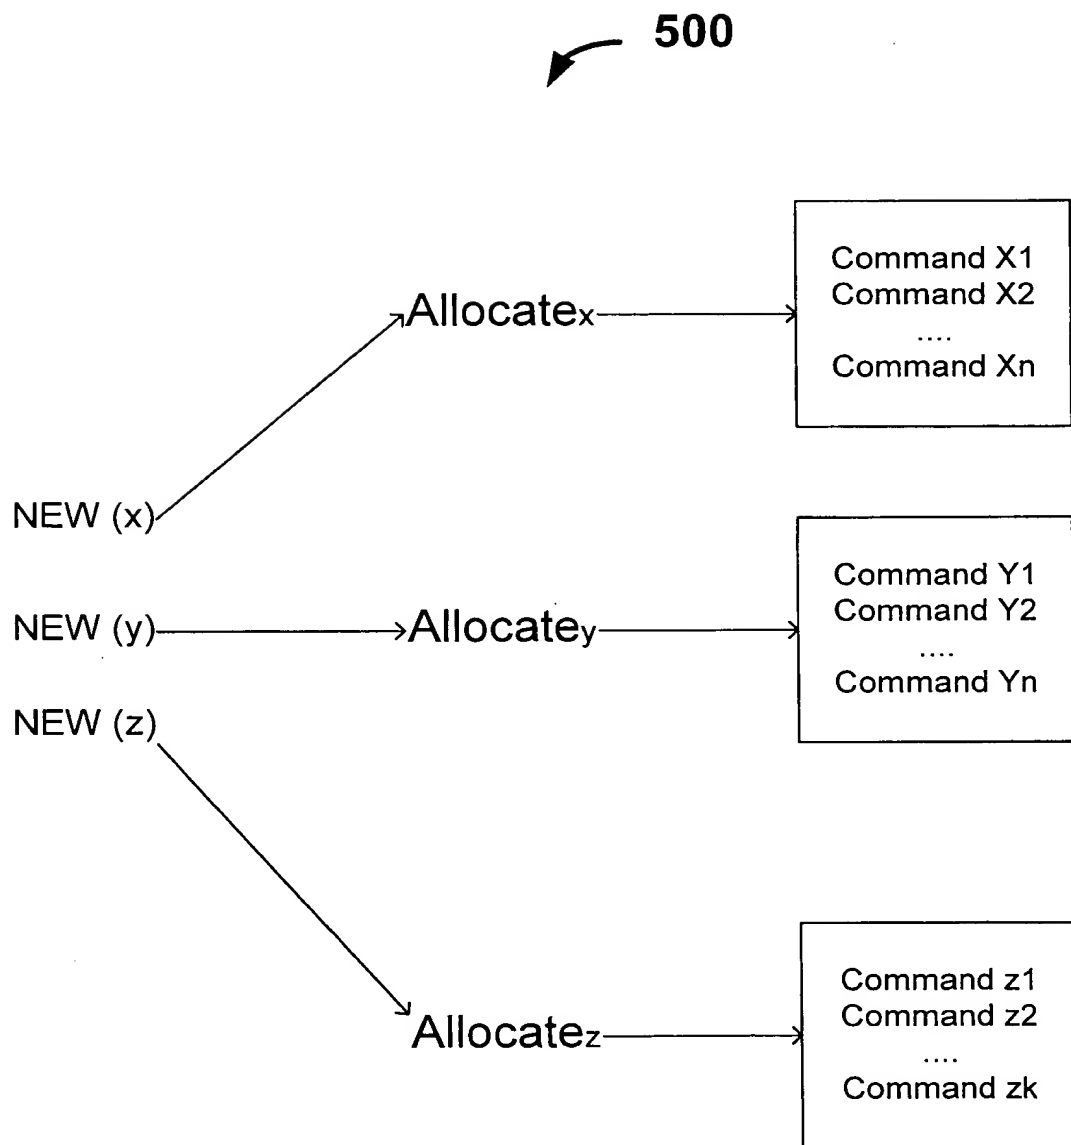 500
Command X1
Command X2
....
Command Xn
Allocatex
NEW (x)
Command Y1
Command Y2
....
Command Yn
NEW (y)
Allocatey
NEW (z)
Command z1
Command z2
....
Command zk
Allocatez